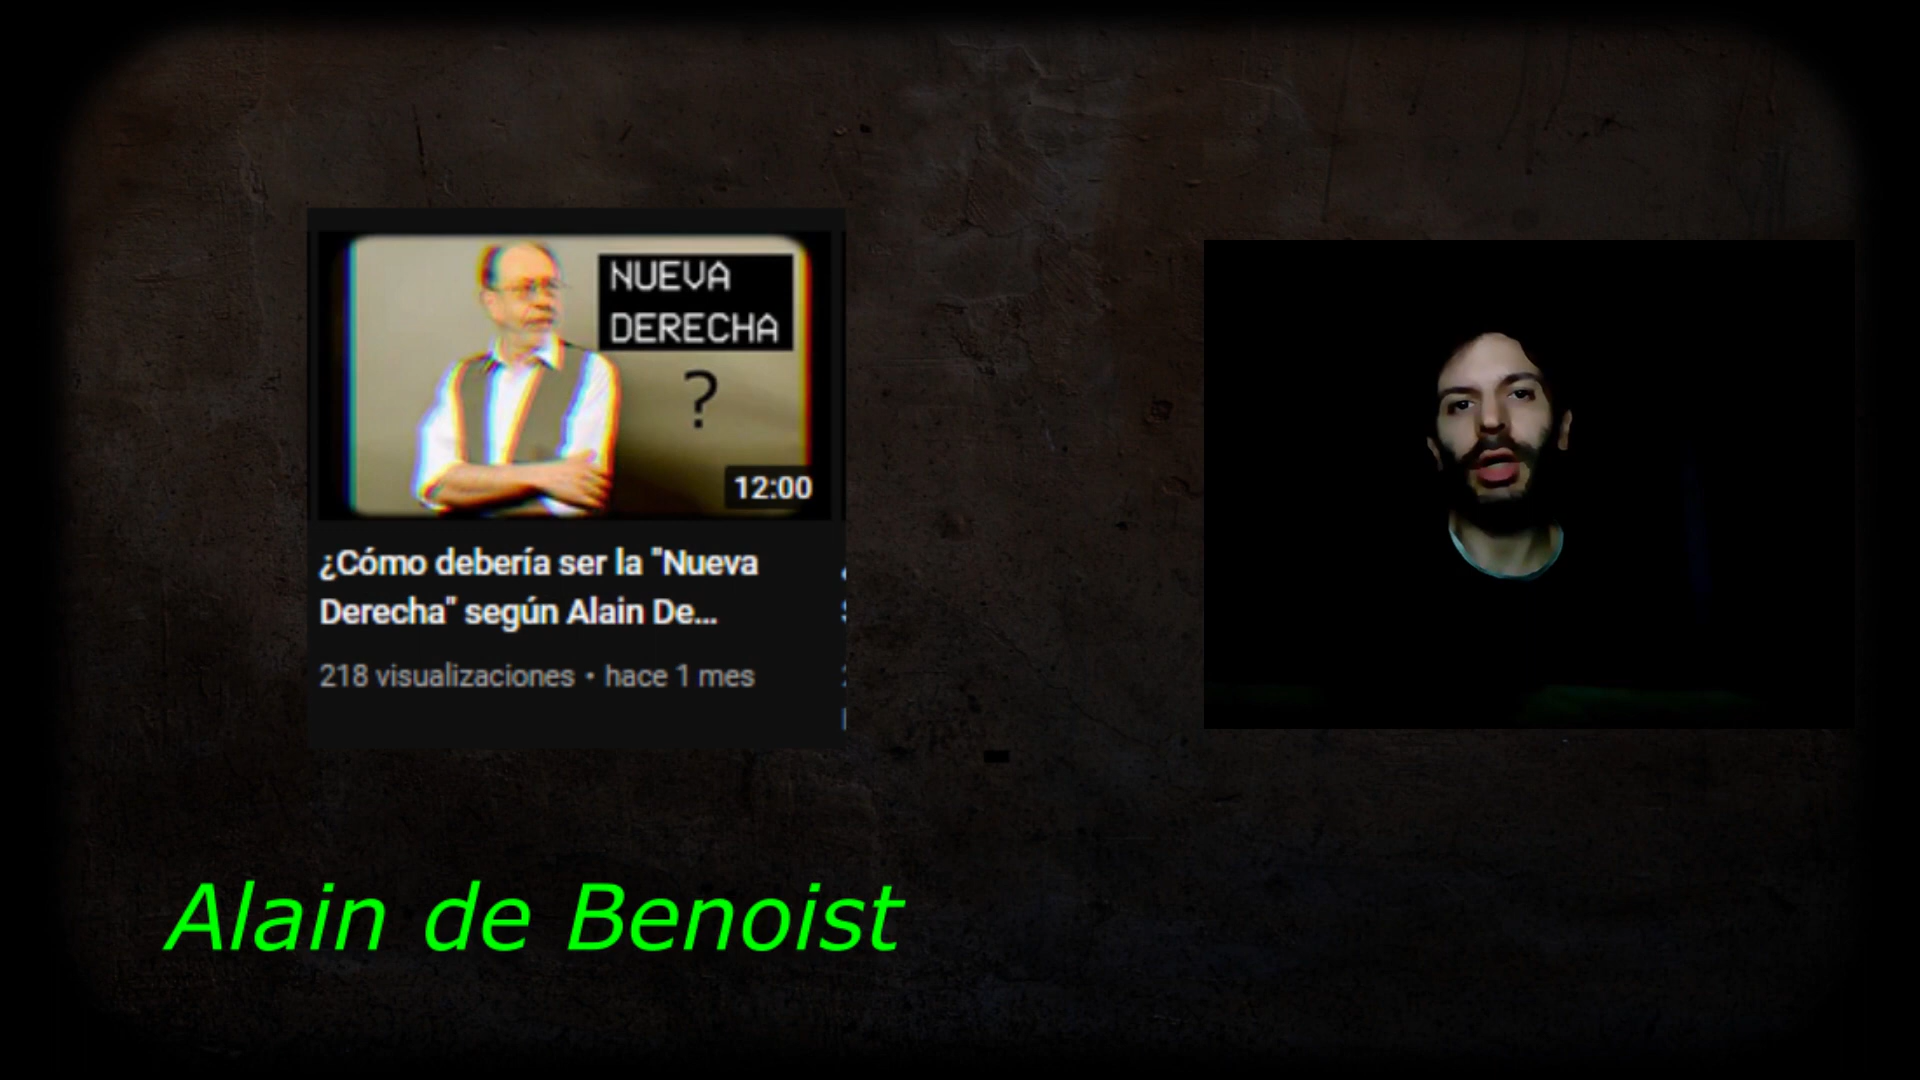 NUEVA
DERECHA
?
12:00
¿Cómo debería ser la "Nueva
Derecha" según Alain De...
218 visualizaciones • hace 1 mes
Alain de Benoist